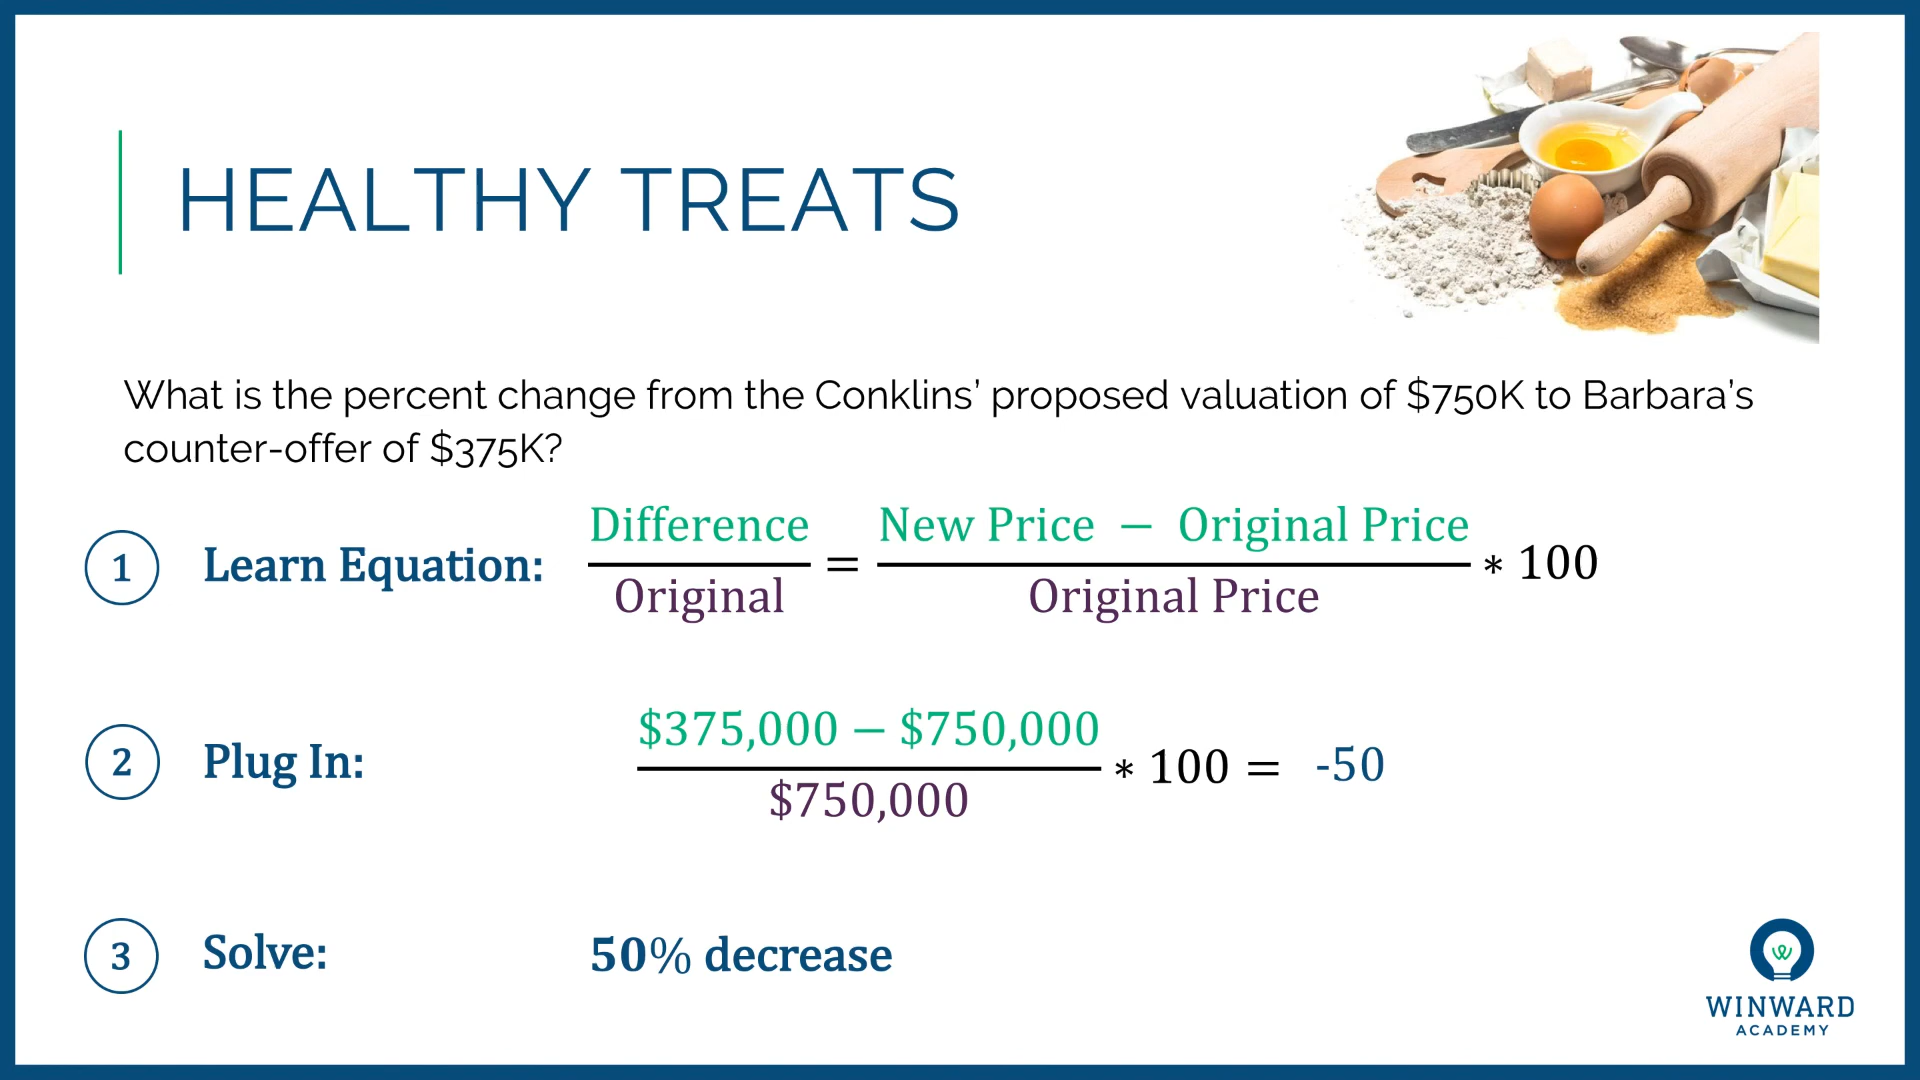 HEALTHY TREATS
What is the percent change from the Conklins’ proposed valuation of $750K to Barbara’s
counter-offer of $375K?
1 Learn Equation: Difference / Original = New Price − Original Price / Original Price * 100
2 Plug In: $375,000 − $750,000 / $750,000 * 100 = -50
3 Solve: 50% decrease
WINWARD
ACADEMY